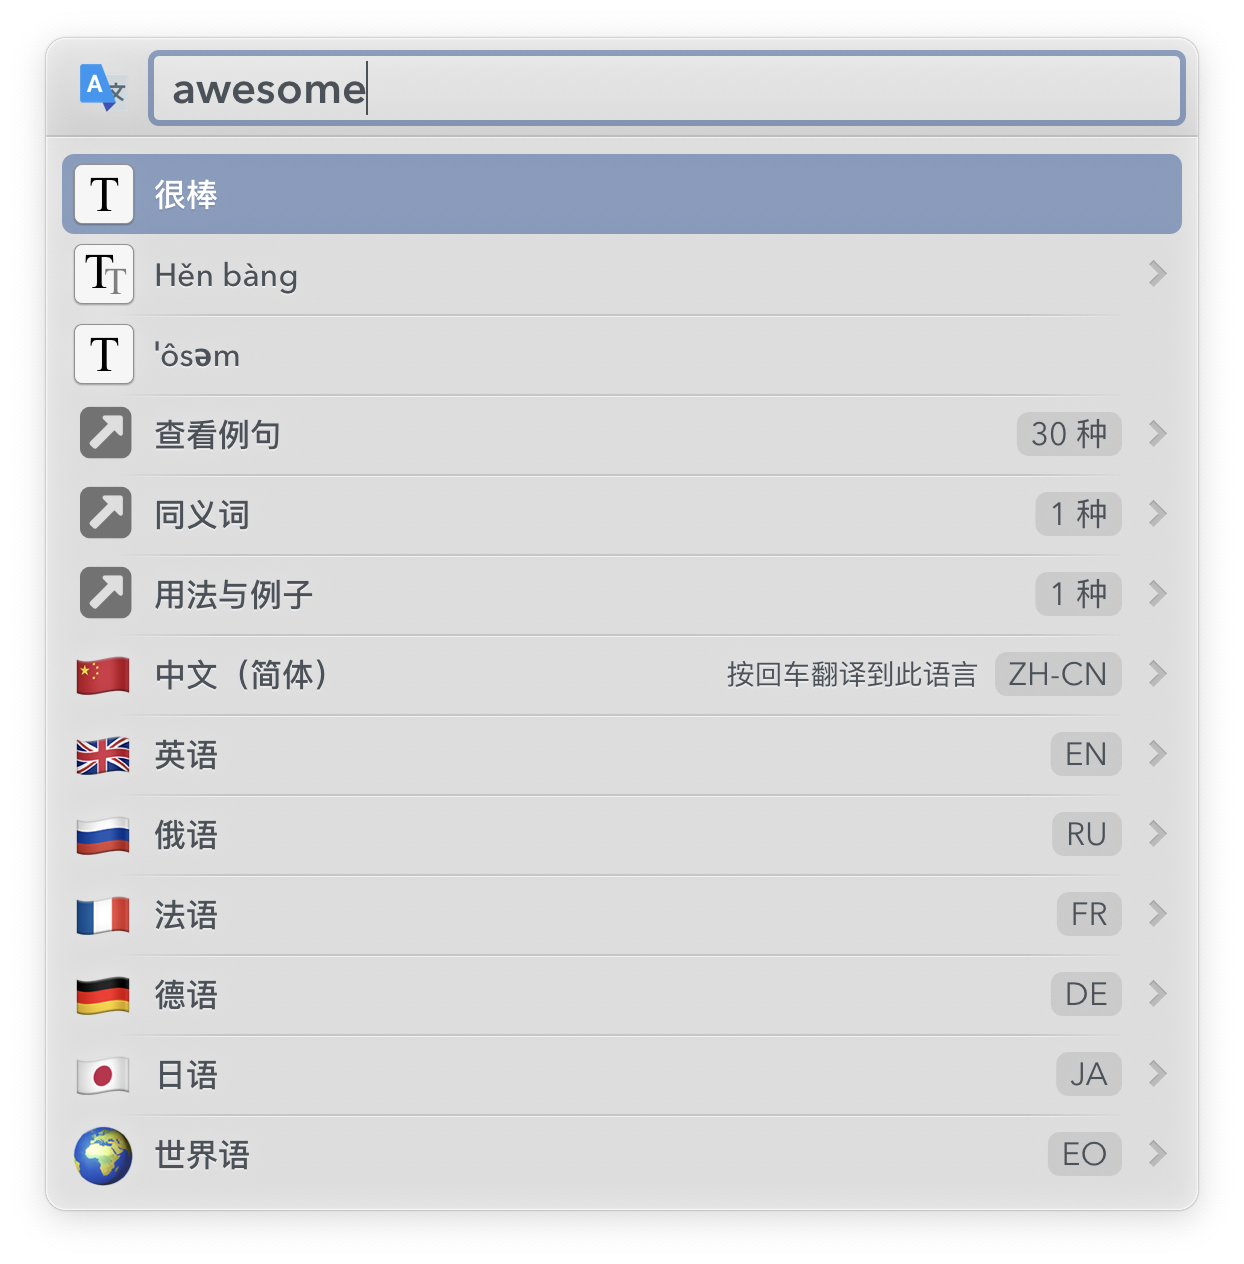 awesome
很棒
Hěn bàng
ˈôsəm
查看例句 30 种
同义词 1 种
用法与例子 1 种
中文（简体） 按回车翻译到此语言 ZH-CN
英语 EN
俄语 RU
法语 FR
德语 DE
日语 JA
世界语 EO